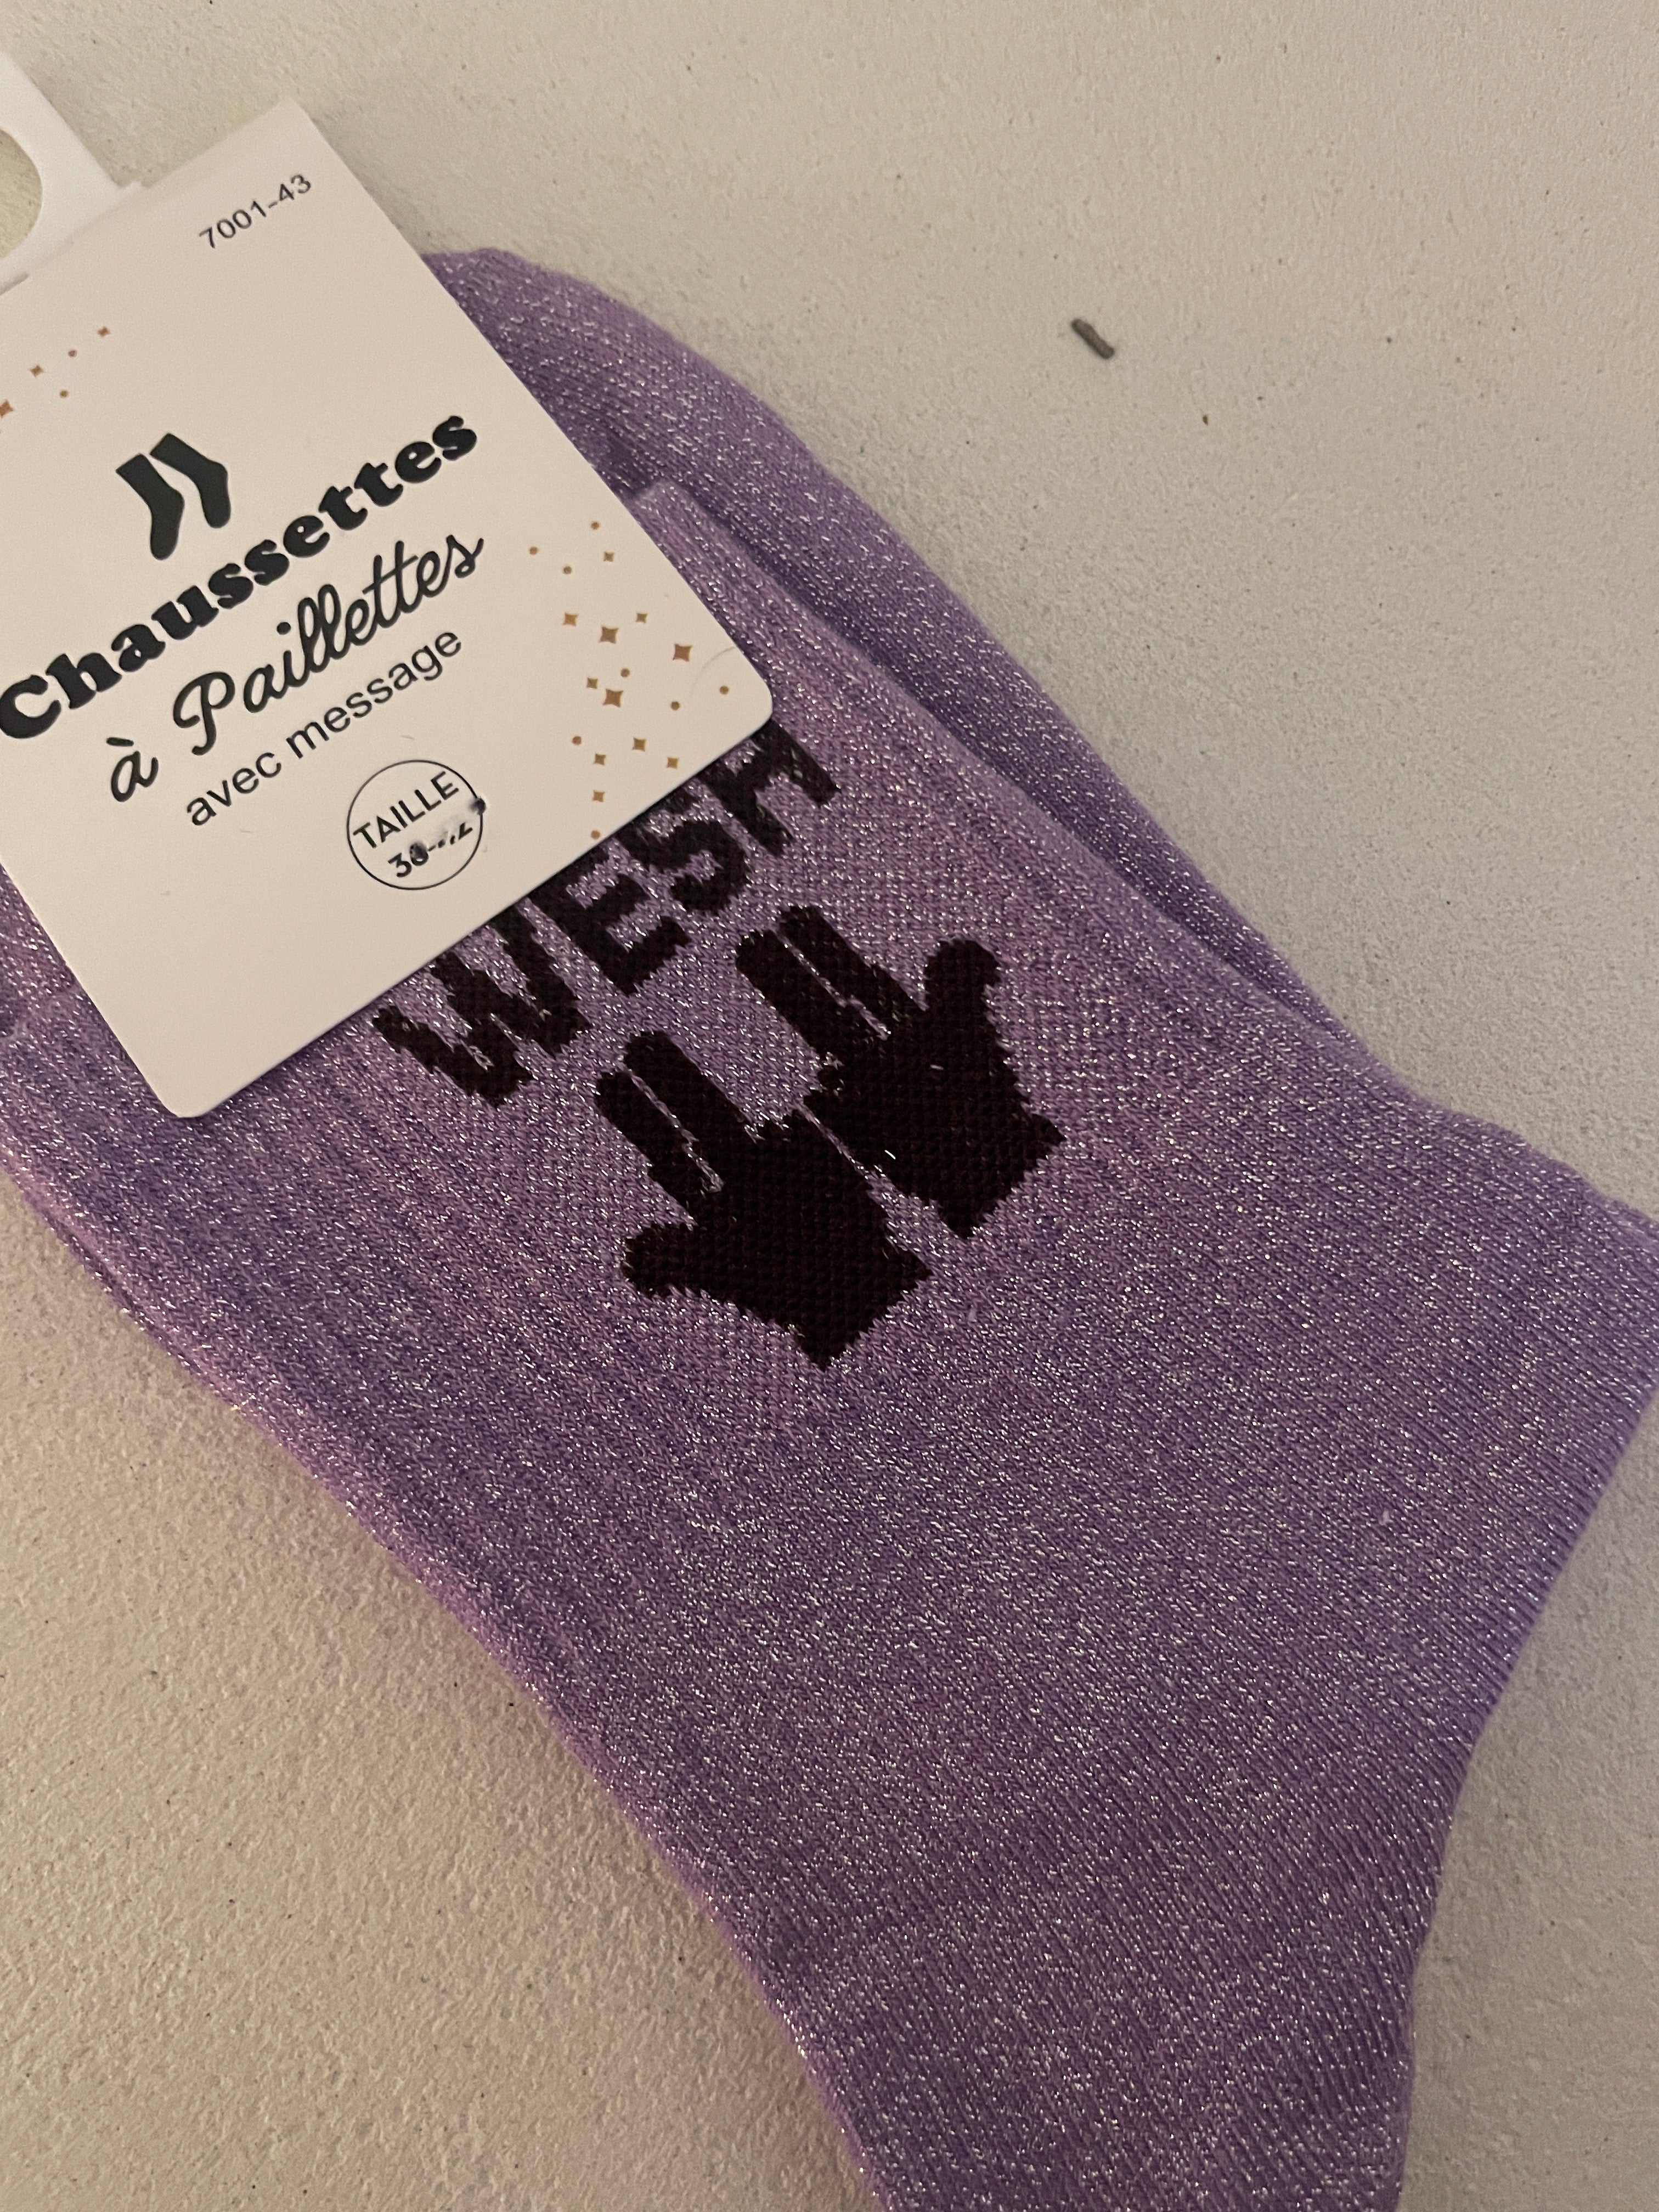 7001-43
Chaussettes
à Paillettes
avec message
TAILLE
WESH